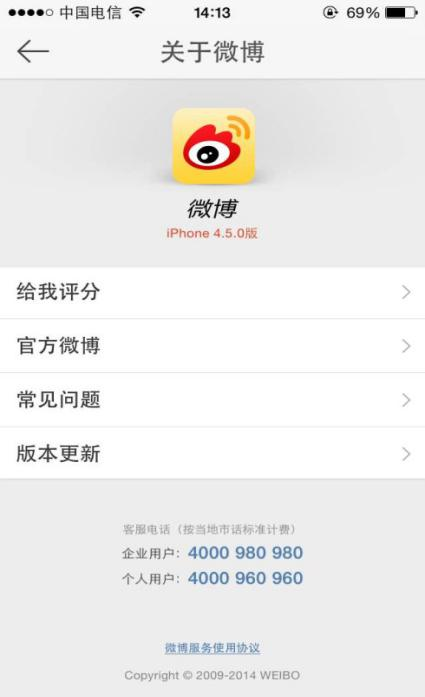 中国电信 14:13 69%
关于微博
微博
iPhone 4.5.0版
给我评分
官方微博
常见问题
版本更新
客服电话（按当地市话标准计费）
企业用户：4000 980 980
个人用户：4000 960 960
微博服务使用协议
Copyright © 2009-2014 WEIBO